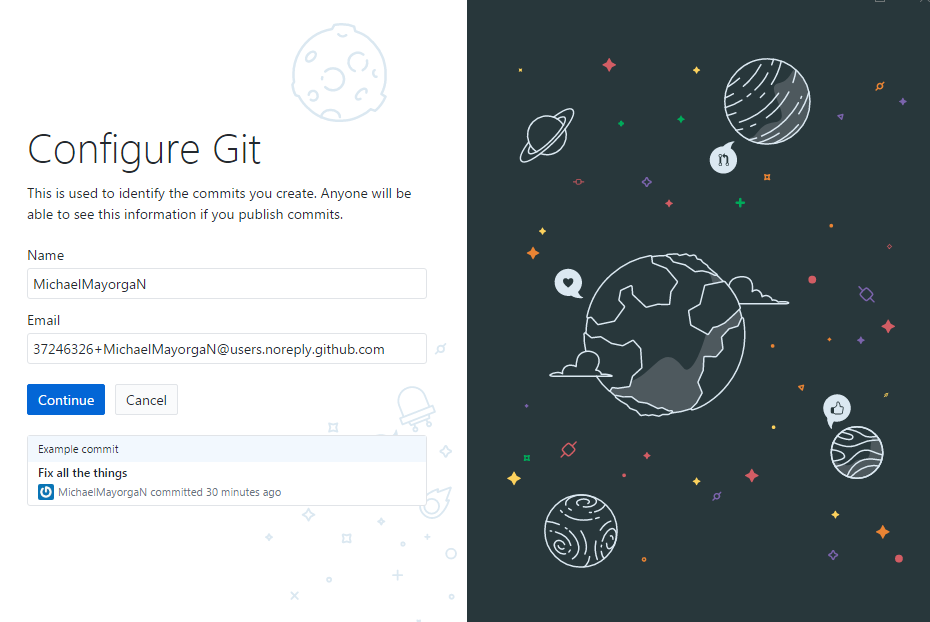 Configure Git
This is used to identify the commits you create. Anyone will be
able to see this information if you publish commits.
Name
MichaelMayorgaN
Email
37246326+MichaelMayorgaN@users.noreply.github.com
Continue
Cancel
Example commit
Fix all the things
MichaelMayorgaN committed 30 minutes ago